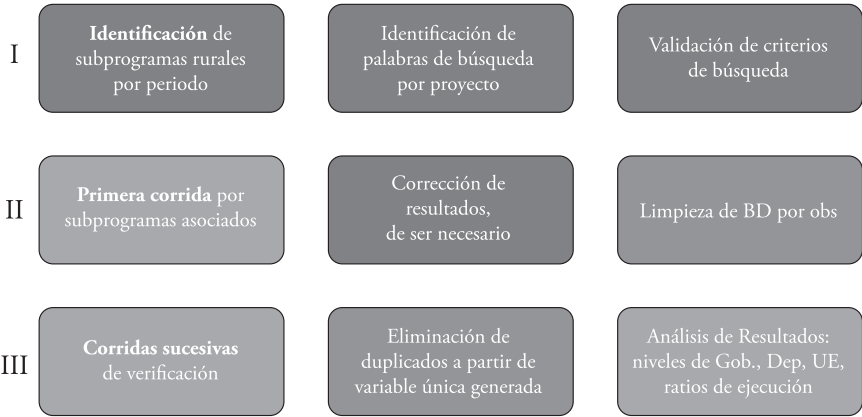 I
Identificación de
subprogramas rurales
por periodo
Identificación de
palabras de búsqueda
por proyecto
Validación de criterios
de búsqueda
II
Primera corrida por
subprogramas asociados
Corrección de
resultados,
de ser necesario
Limpieza de BD por obs
III
Corridas sucesivas
de verificación
Eliminación de
duplicados a partir de
variable única generada
Análisis de Resultados:
niveles de Gob., Dep, UE,
ratios de ejecución